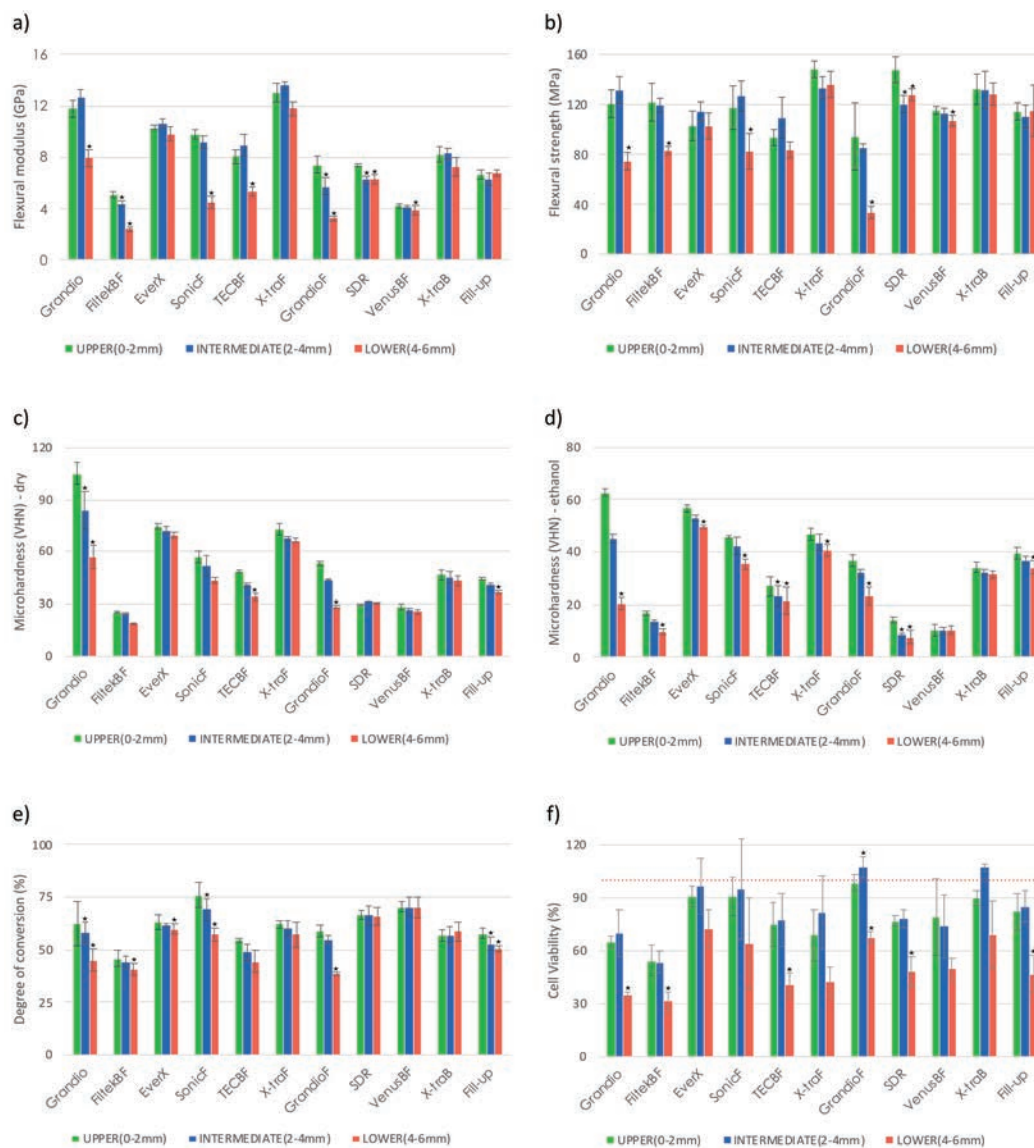 a)
Flexural modulus (GPa)
16
12
8
4
0
Grandio
FiltekBF
EverX
SonicF
TECBF
X-traF
GrandioF
SDR
VenusBF
X-traB
Fill-up
UPPER(0-2mm) INTERMEDIATE(2-4mm) LOWER(4-6mm)
b)
Flexural strength (MPa)
160
120
80
40
0
Grandio
FiltekBF
EverX
SonicF
TECBF
X-traF
GrandioF
SDR
VenusBF
X-traB
Fill-up
UPPER(0-2mm) INTERMEDIATE(2-4mm) LOWER(4-6mm)
c)
Microhardness (VHN) - dry
120
90
60
30
0
Grandio
FiltekBF
EverX
SonicF
TECBF
X-traF
GrandioF
SDR
VenusBF
X-traB
Fill-up
UPPER(0-2mm) INTERMEDIATE(2-4mm) LOWER(4-6mm)
d)
Microhardness (VHN) - ethanol
80
60
40
20
0
Grandio
FiltekBF
EverX
SonicF
TECBF
X-traF
GrandioF
SDR
VenusBF
X-traB
Fill-up
UPPER(0-2mm) INTERMEDIATE(2-4mm) LOWER(4-6mm)
e)
Degree of conversion (%)
100
75
50
25
0
Grandio
FiltekBF
EverX
SonicF
TECBF
X-traF
GrandioF
SDR
VenusBF
X-traB
Fill-up
UPPER(0-2mm) INTERMEDIATE(2-4mm) LOWER(4-6mm)
f)
Cell Viability (%)
120
90
60
30
0
Grandio
FiltekBF
EverX
SonicF
TECBF
X-traF
GrandioF
SDR
VenusBF
X-traB
Fill-up
UPPER(0-2mm) INTERMEDIATE(2-4mm) LOWER(4-6mm)